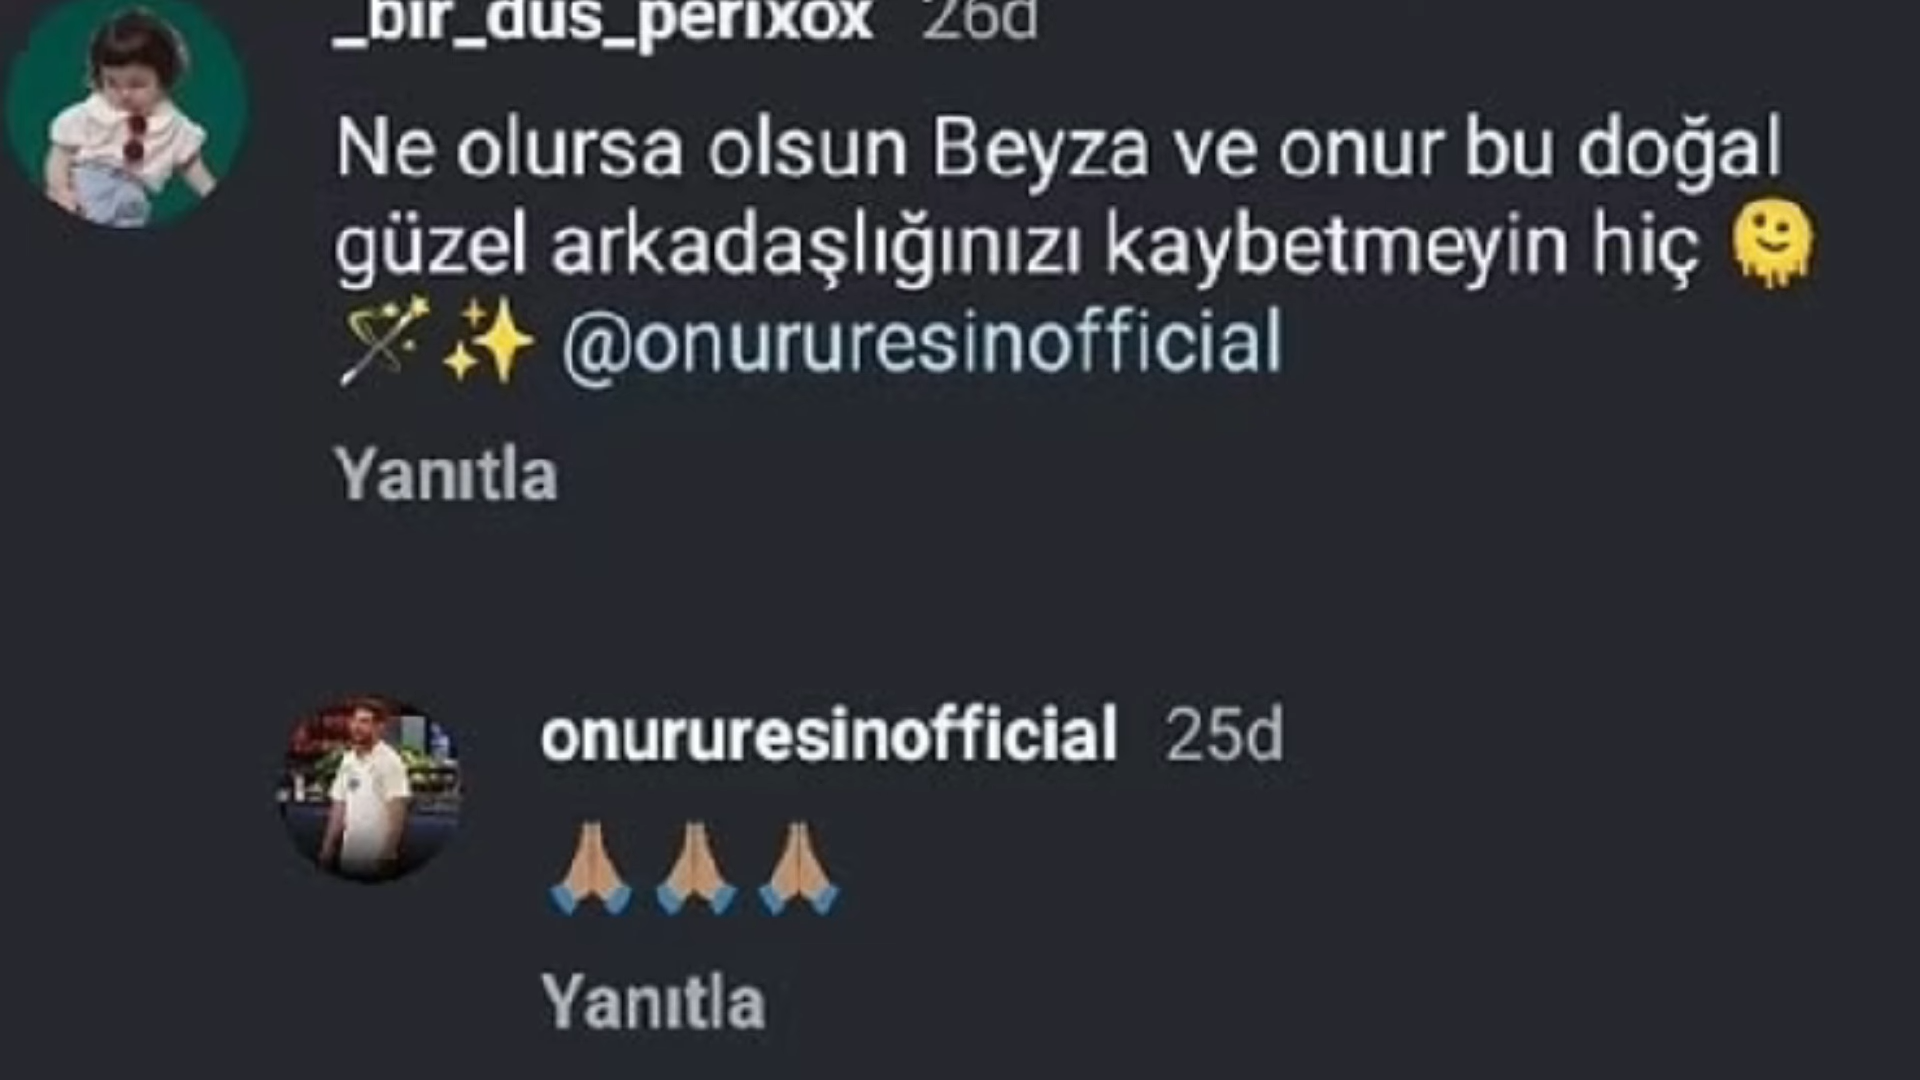 _bir_dus_perixox 26d
Ne olursa olsun Beyza ve onur bu doğal
güzel arkadaşlığınızı kaybetmeyin hiç 🫠
🪄✨ @onururesinofficial
Yanıtla
onururesinofficial 25d
🙏🏽🙏🏽🙏🏽
Yanıtla